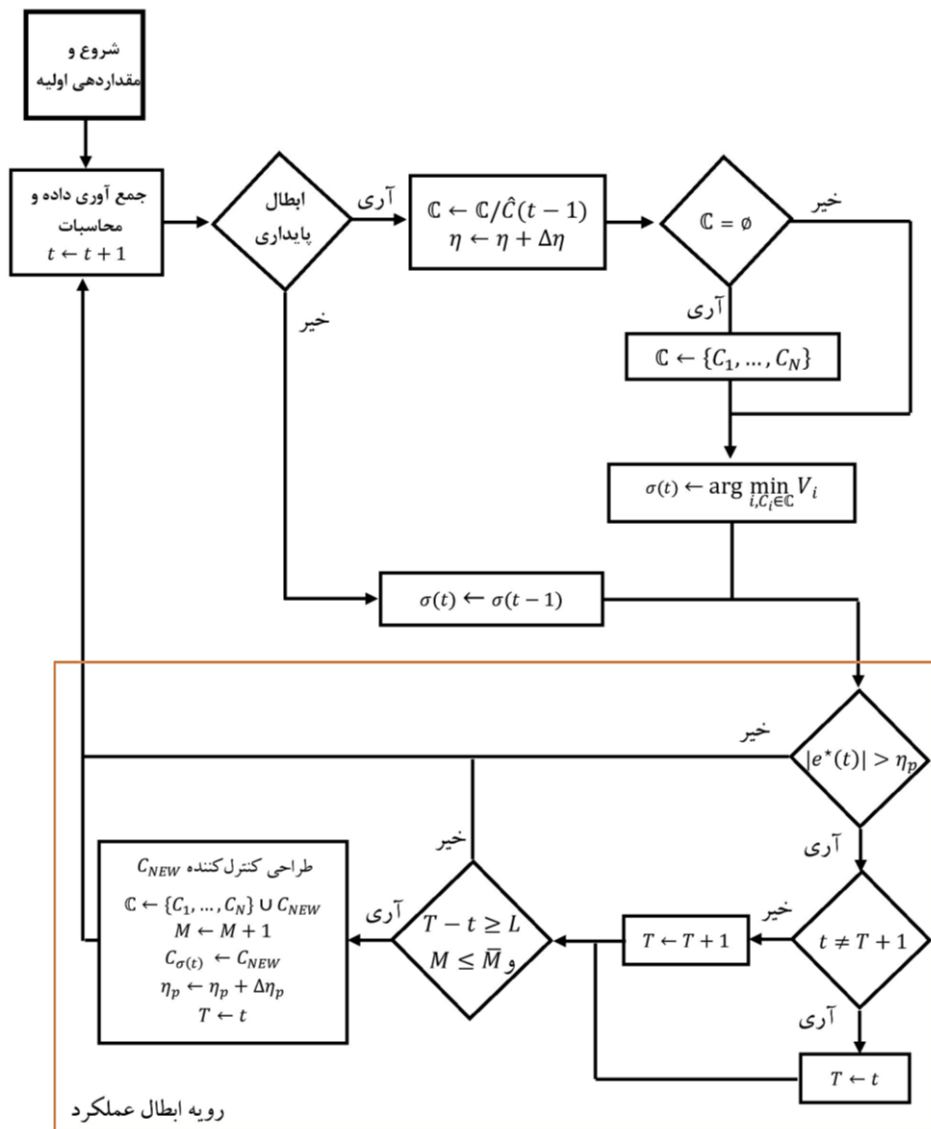 شروع و
مقداردهی اولیه
جمع آوری داده و
محاسبات
t ← t + 1
ابطال
پایداری
آری
ℂ ← ℂ/Ĉ(t − 1)
η ← η + Δη
ℂ = ∅
خیر
خیر
آری
ℂ ← {C₁, … , C_N}
σ(t) ← arg min V_i
i,C_i∈ℂ
σ(t) ← σ(t − 1)
خیر
|e⋆(t)| > η_p
آری
خیر
طراحی کنترل‌کننده C_NEW
ℂ ← {C₁, … , C_N} ∪ C_NEW
M ← M + 1
C_σ(t) ← C_NEW
η_p ← η_p + Δη_p
T ← t
آری
T − t ≥ L
و M ≤ M̄
T ← T + 1
خیر
t ≠ T + 1
آری
T ← t
رویه ابطال عملکرد